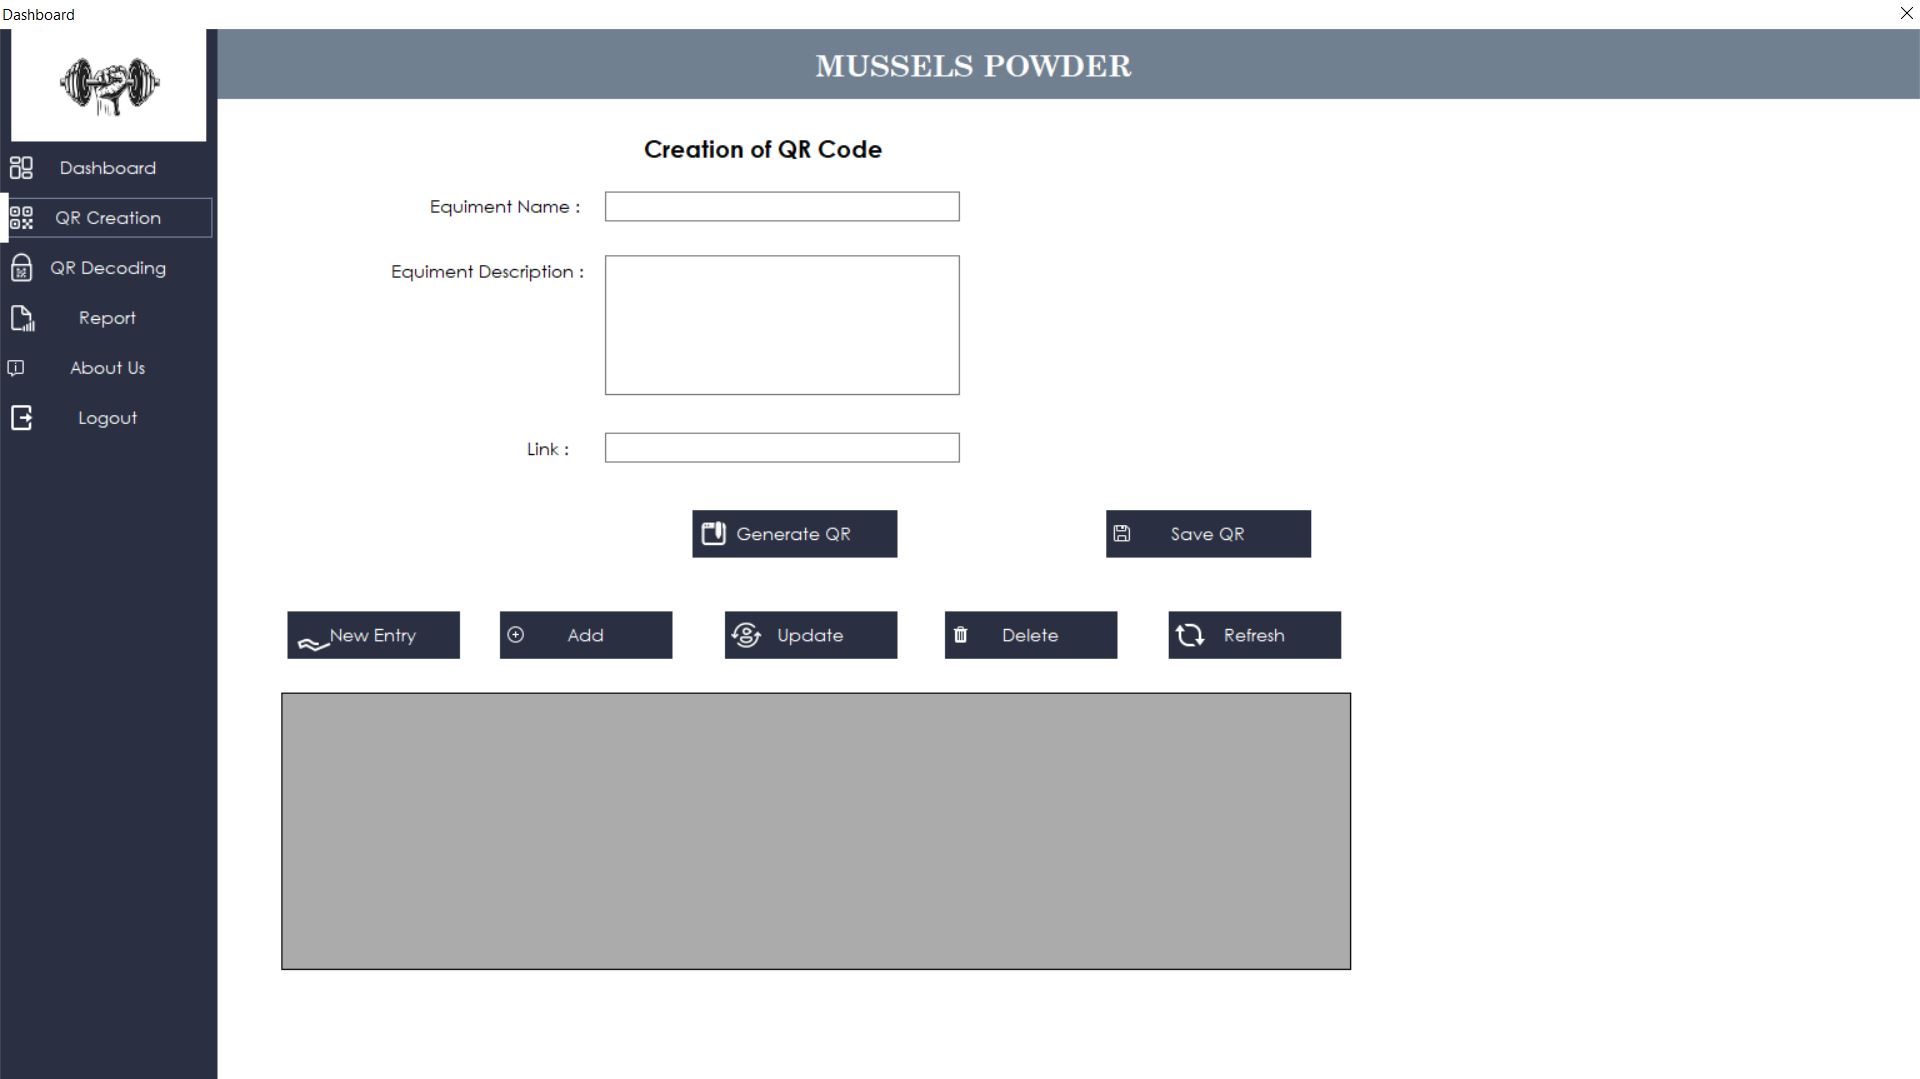 Dashboard
MUSSELS POWDER
Dashboard
QR Creation
QR Decoding
Report
About Us
Logout
Creation of QR Code
Equiment Name :
Equiment Description :
Link :
Generate QR
Save QR
New Entry
Add
Update
Delete
Refresh